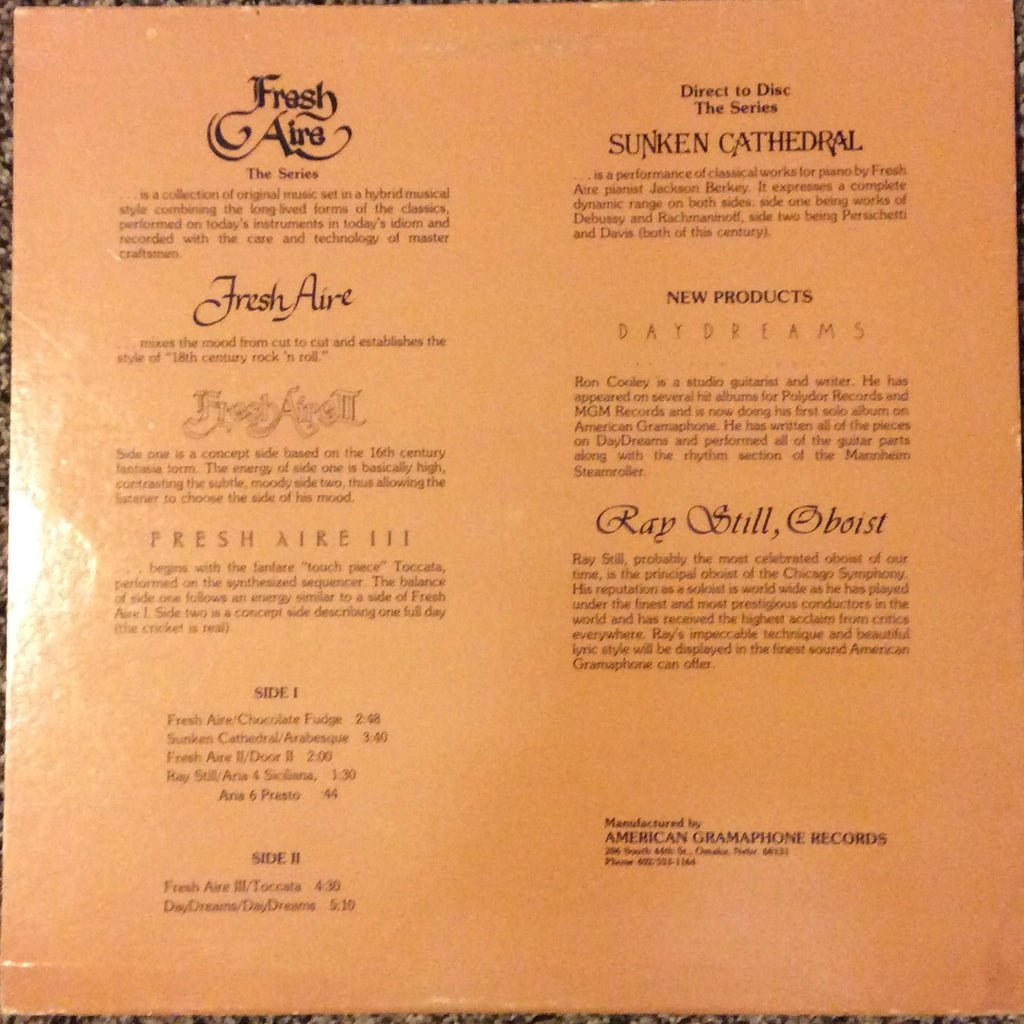 Fresh
Aire
The Series
. . . is a collection of original music set in a hybrid musical
style combining the long-lived forms of the classics,
performed on today's instruments in today's idiom and
recorded with the care and technology of master
craftsmen.
Fresh Aire
. . . mixes the mood from cut to cut and establishes the
style of "18th century rock 'n roll."
Fresh Aire II
Side one is a concept side based on the 16th century
fantasia form. The energy of side one is basically high,
contrasting the subtle, moody side two, thus allowing the
listener to choose the side of his mood.
FRESH AIRE III
. . . begins with the fanfare "touch piece" Toccata,
performed on the synthesized sequencer. The balance
of side one follows an energy similar to a side of Fresh
Aire I. Side two is a concept side describing one full day
(the cricket is real).
SIDE I
Fresh Aire/Chocolate Fudge 2:48
Sunken Cathedral/Arabesque 3:40
Fresh Aire II/Door II 2:00
Ray Still/Aria 4 Siciliana, 1:30
Aria 6 Presto :44
SIDE II
Fresh Aire III/Toccata 4:30
DayDreams/DayDreams 5:10
Direct to Disc
The Series
SUNKEN CATHEDRAL
. . . is a performance of classical works for piano by Fresh
Aire pianist Jackson Berkey. It expresses a complete
dynamic range on both sides, side one being works of
Debussy and Rachmaninoff, side two being Persichetti
and Davis (both of this century).
NEW PRODUCTS
DAYDREAMS
Ron Cooley is a studio guitarist and writer. He has
appeared on several hit albums for Polydor Records and
MGM Records and is now doing his first solo album on
American Gramaphone. He has written all of the pieces
on DayDreams and performed all of the guitar parts
along with the rhythm section of the Mannheim
Steamroller.
Ray Still, Oboist
Ray Still, probably the most celebrated oboist of our
time, is the principal oboist of the Chicago Symphony.
His reputation as a soloist is world wide as he has played
under the finest and most prestigious conductors in the
world and has received the highest acclaim from critics
everywhere. Ray's impeccable technique and beautiful
lyric style will be displayed in the finest sound American
Gramaphone can offer.
Manufactured by
AMERICAN GRAMAPHONE RECORDS
South 44th St., Omaha, Nebr. 68131
Phone